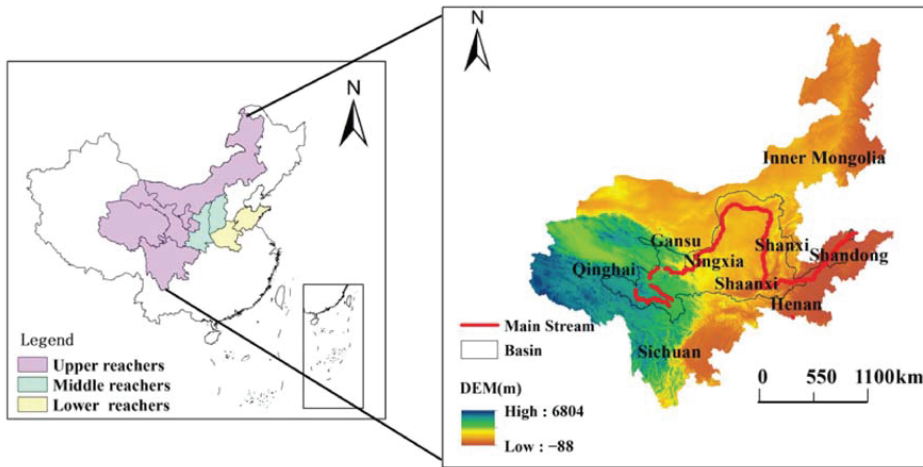 N
Legend
Upper reachers
Middle reachers
Lower reachers
N
Inner Mongolia
Gansu
Ningxia
Shanxi
Shandong
Qinghai
Shaanxi
Henan
Sichuan
Main Stream
Basin
DEM(m)
High : 6804
Low : −88
0 550 1100km